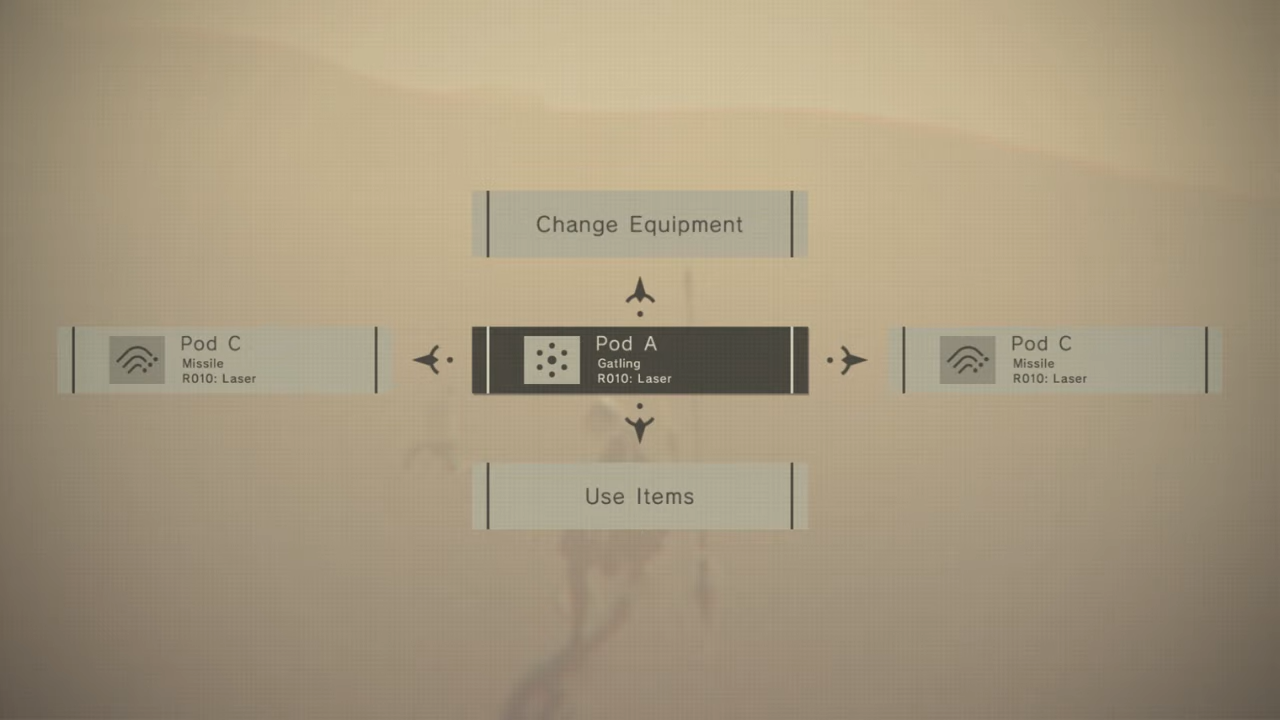 Change Equipment
Pod C
Missile
R010: Laser
Pod A
Gatling
R010: Laser
Pod C
Missile
R010: Laser
Use Items